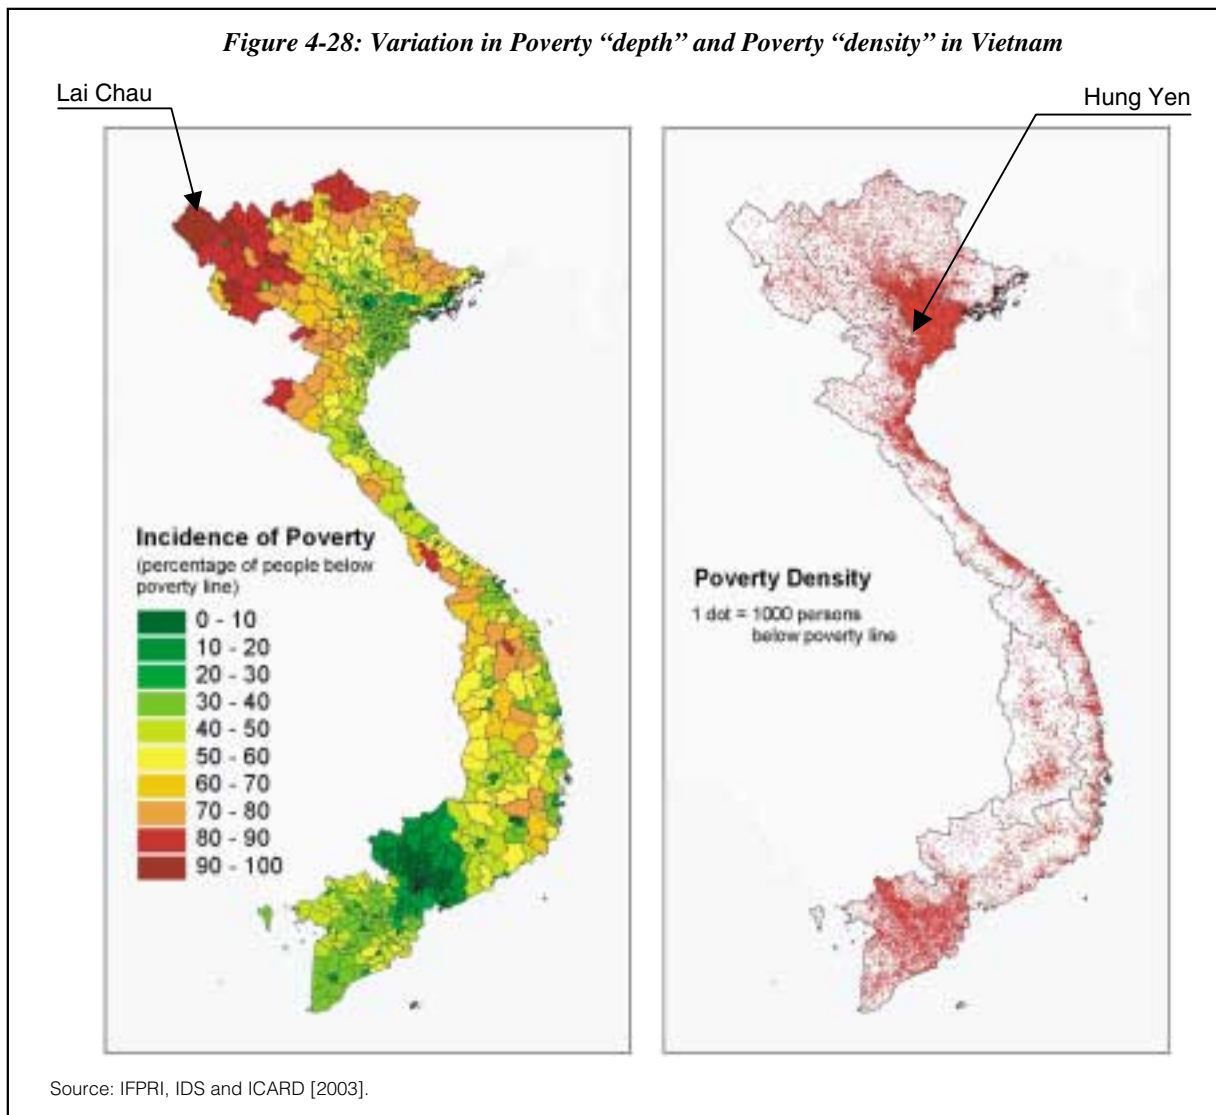 Figure 4-28: Variation in Poverty “depth” and Poverty “density” in Vietnam
Lai Chau
Hung Yen
Incidence of Poverty
(percentage of people below
poverty line)
0 - 10
10 - 20
20 - 30
30 - 40
40 - 50
50 - 60
60 - 70
70 - 80
80 - 90
90 - 100
Poverty Density
1 dot = 1000 persons
below poverty line
Source: IFPRI, IDS and ICARD [2003].